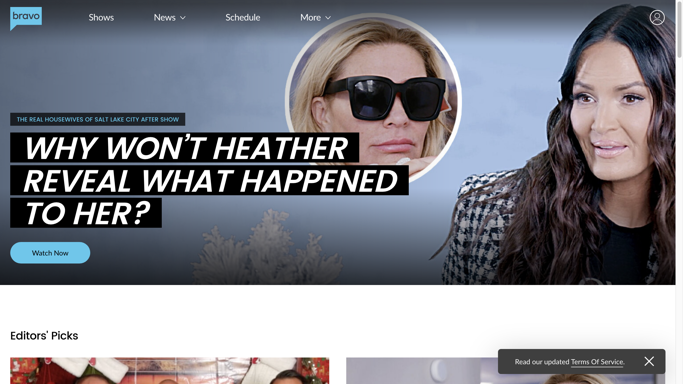 bravo
Shows
News
Schedule
More
THE REAL HOUSEWIVES OF SALT LAKE CITY AFTER SHOW
WHY WON'T HEATHER
REVEAL WHAT HAPPENED
TO HER?
Watch Now
Editors' Picks
Read our updated Terms Of Service.